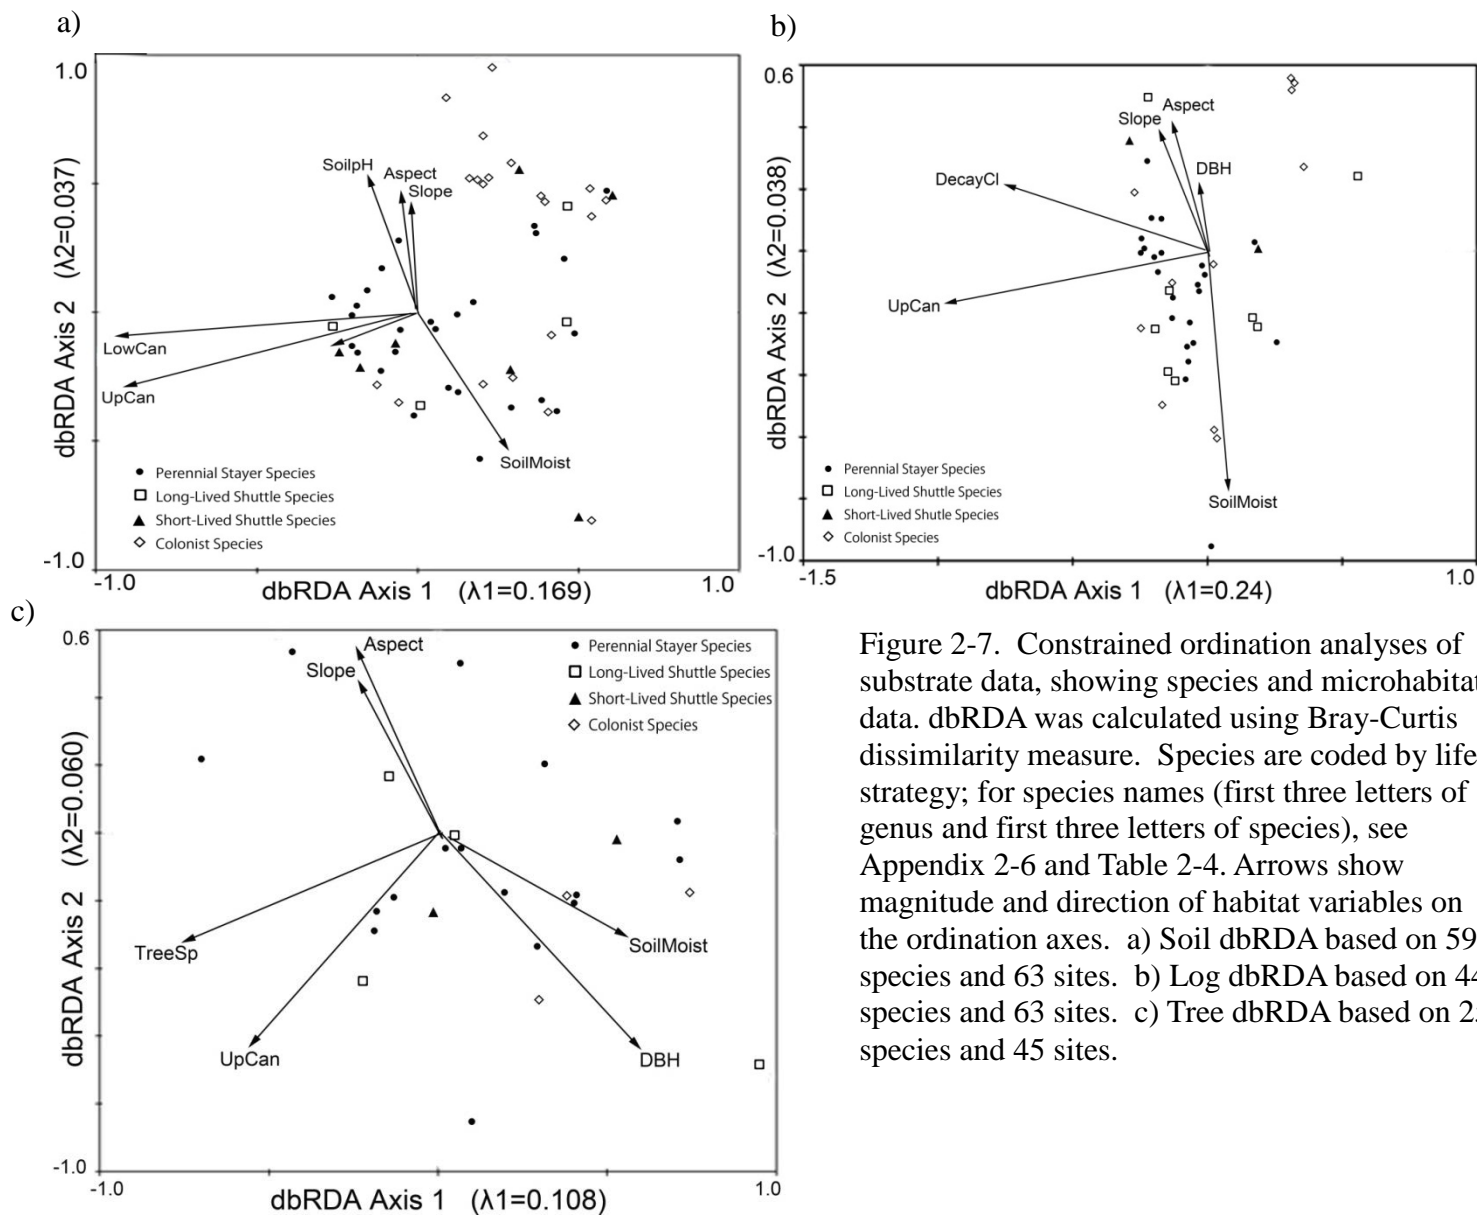 a)
1.0
SoilpH
Aspect
Slope
LowCan
UpCan
SoilMoist
dbRDA Axis 2 (λ2=0.037)
Perennial Stayer Species
Long-Lived Shuttle Species
Short-Lived Shuttle Species
Colonist Species
-1.0
-1.0
1.0
dbRDA Axis 1 (λ1=0.169)
b)
0.6
Aspect
Slope
DBH
DecayCl
UpCan
SoilMoist
dbRDA Axis 2 (λ2=0.038)
Perennial Stayer Species
Long-Lived Shuttle Species
Short-Lived Shutlle Species
Colonist Species
-1.0
-1.5
1.0
dbRDA Axis 1 (λ1=0.24)
c)
0.6
Aspect
Slope
Perennial Stayer Species
Long-Lived Shuttle Species
Short-Lived Shuttle Species
Colonist Species
TreeSp
SoilMoist
UpCan
DBH
dbRDA Axis 2 (λ2=0.060)
-1.0
-1.0
1.0
dbRDA Axis 1 (λ1=0.108)
Figure 2-7. Constrained ordination analyses of
substrate data, showing species and microhabitat
data. dbRDA was calculated using Bray-Curtis
dissimilarity measure. Species are coded by life
strategy; for species names (first three letters of
genus and first three letters of species), see
Appendix 2-6 and Table 2-4. Arrows show
magnitude and direction of habitat variables on
the ordination axes. a) Soil dbRDA based on 59
species and 63 sites. b) Log dbRDA based on 44
species and 63 sites. c) Tree dbRDA based on
species and 45 sites.